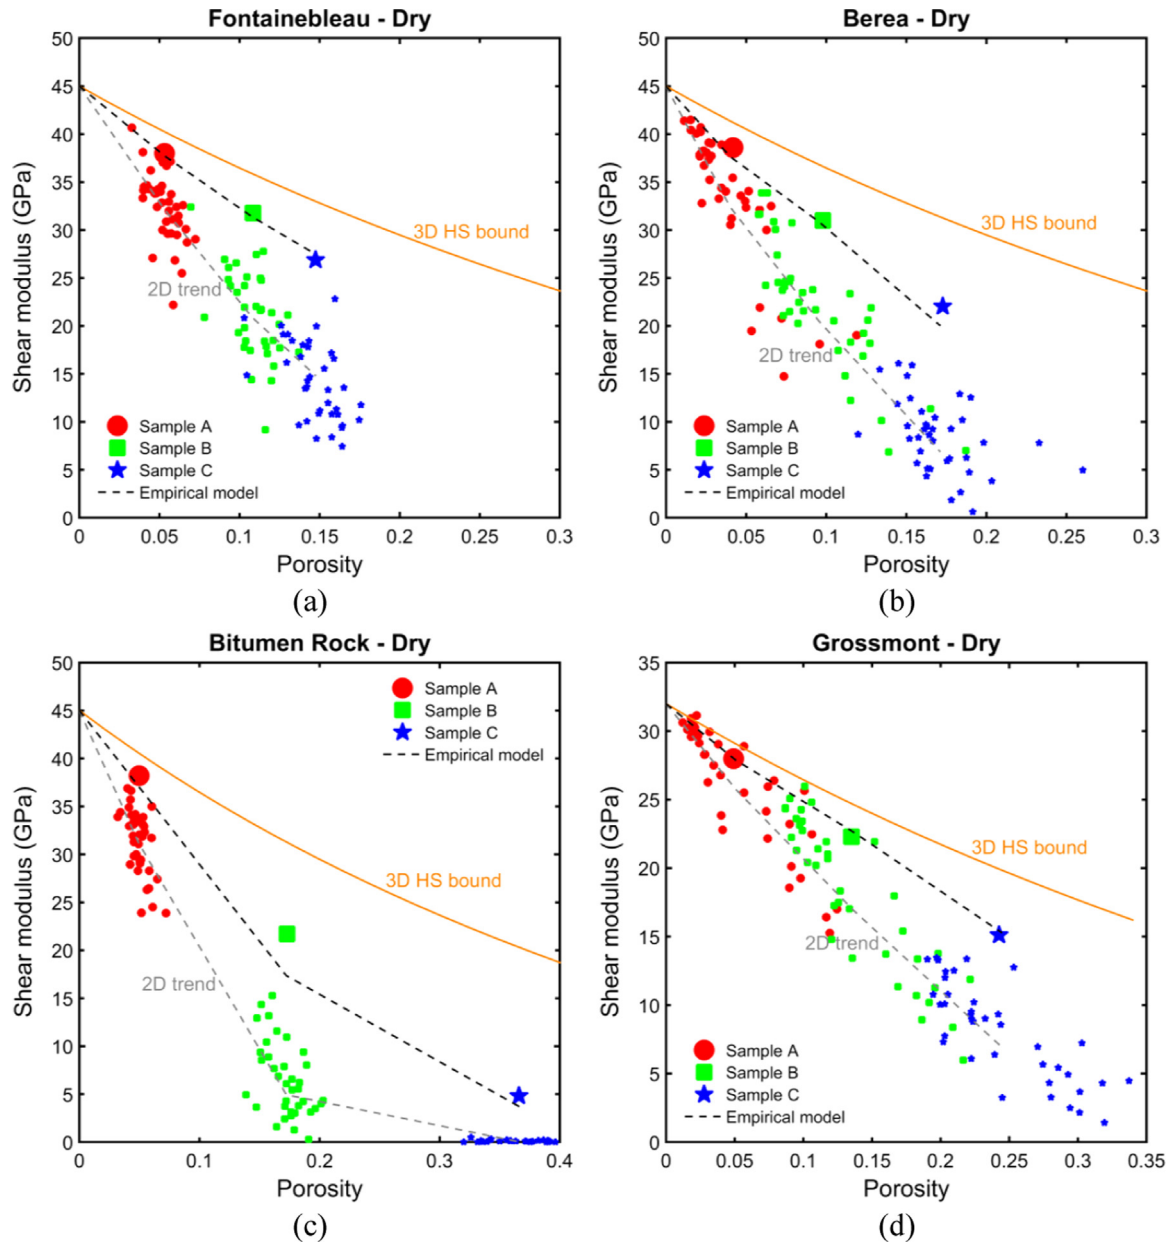 Fontainebleau - Dry
50
45
40
35
30
25
20
15
10
5
0
Shear modulus (GPa)
3D HS bound
2D trend
Sample A
Sample B
Sample C
Empirical model
0
0.05
0.1
0.15
0.2
0.25
0.3
Porosity
(a)
Berea - Dry
50
45
40
35
30
25
20
15
10
5
0
Shear modulus (GPa)
3D HS bound
2D trend
Sample A
Sample B
Sample C
Empirical model
0
0.05
0.1
0.15
0.2
0.25
0.3
Porosity
(b)
Bitumen Rock - Dry
50
45
40
35
30
25
20
15
10
5
0
Shear modulus (GPa)
Sample A
Sample B
Sample C
Empirical model
3D HS bound
2D trend
0
0.1
0.2
0.3
0.4
Porosity
(c)
Grossmont - Dry
35
30
25
20
15
10
5
0
Shear modulus (GPa)
3D HS bound
2D trend
Sample A
Sample B
Sample C
Empirical model
0
0.05
0.1
0.15
0.2
0.25
0.3
0.35
Porosity
(d)